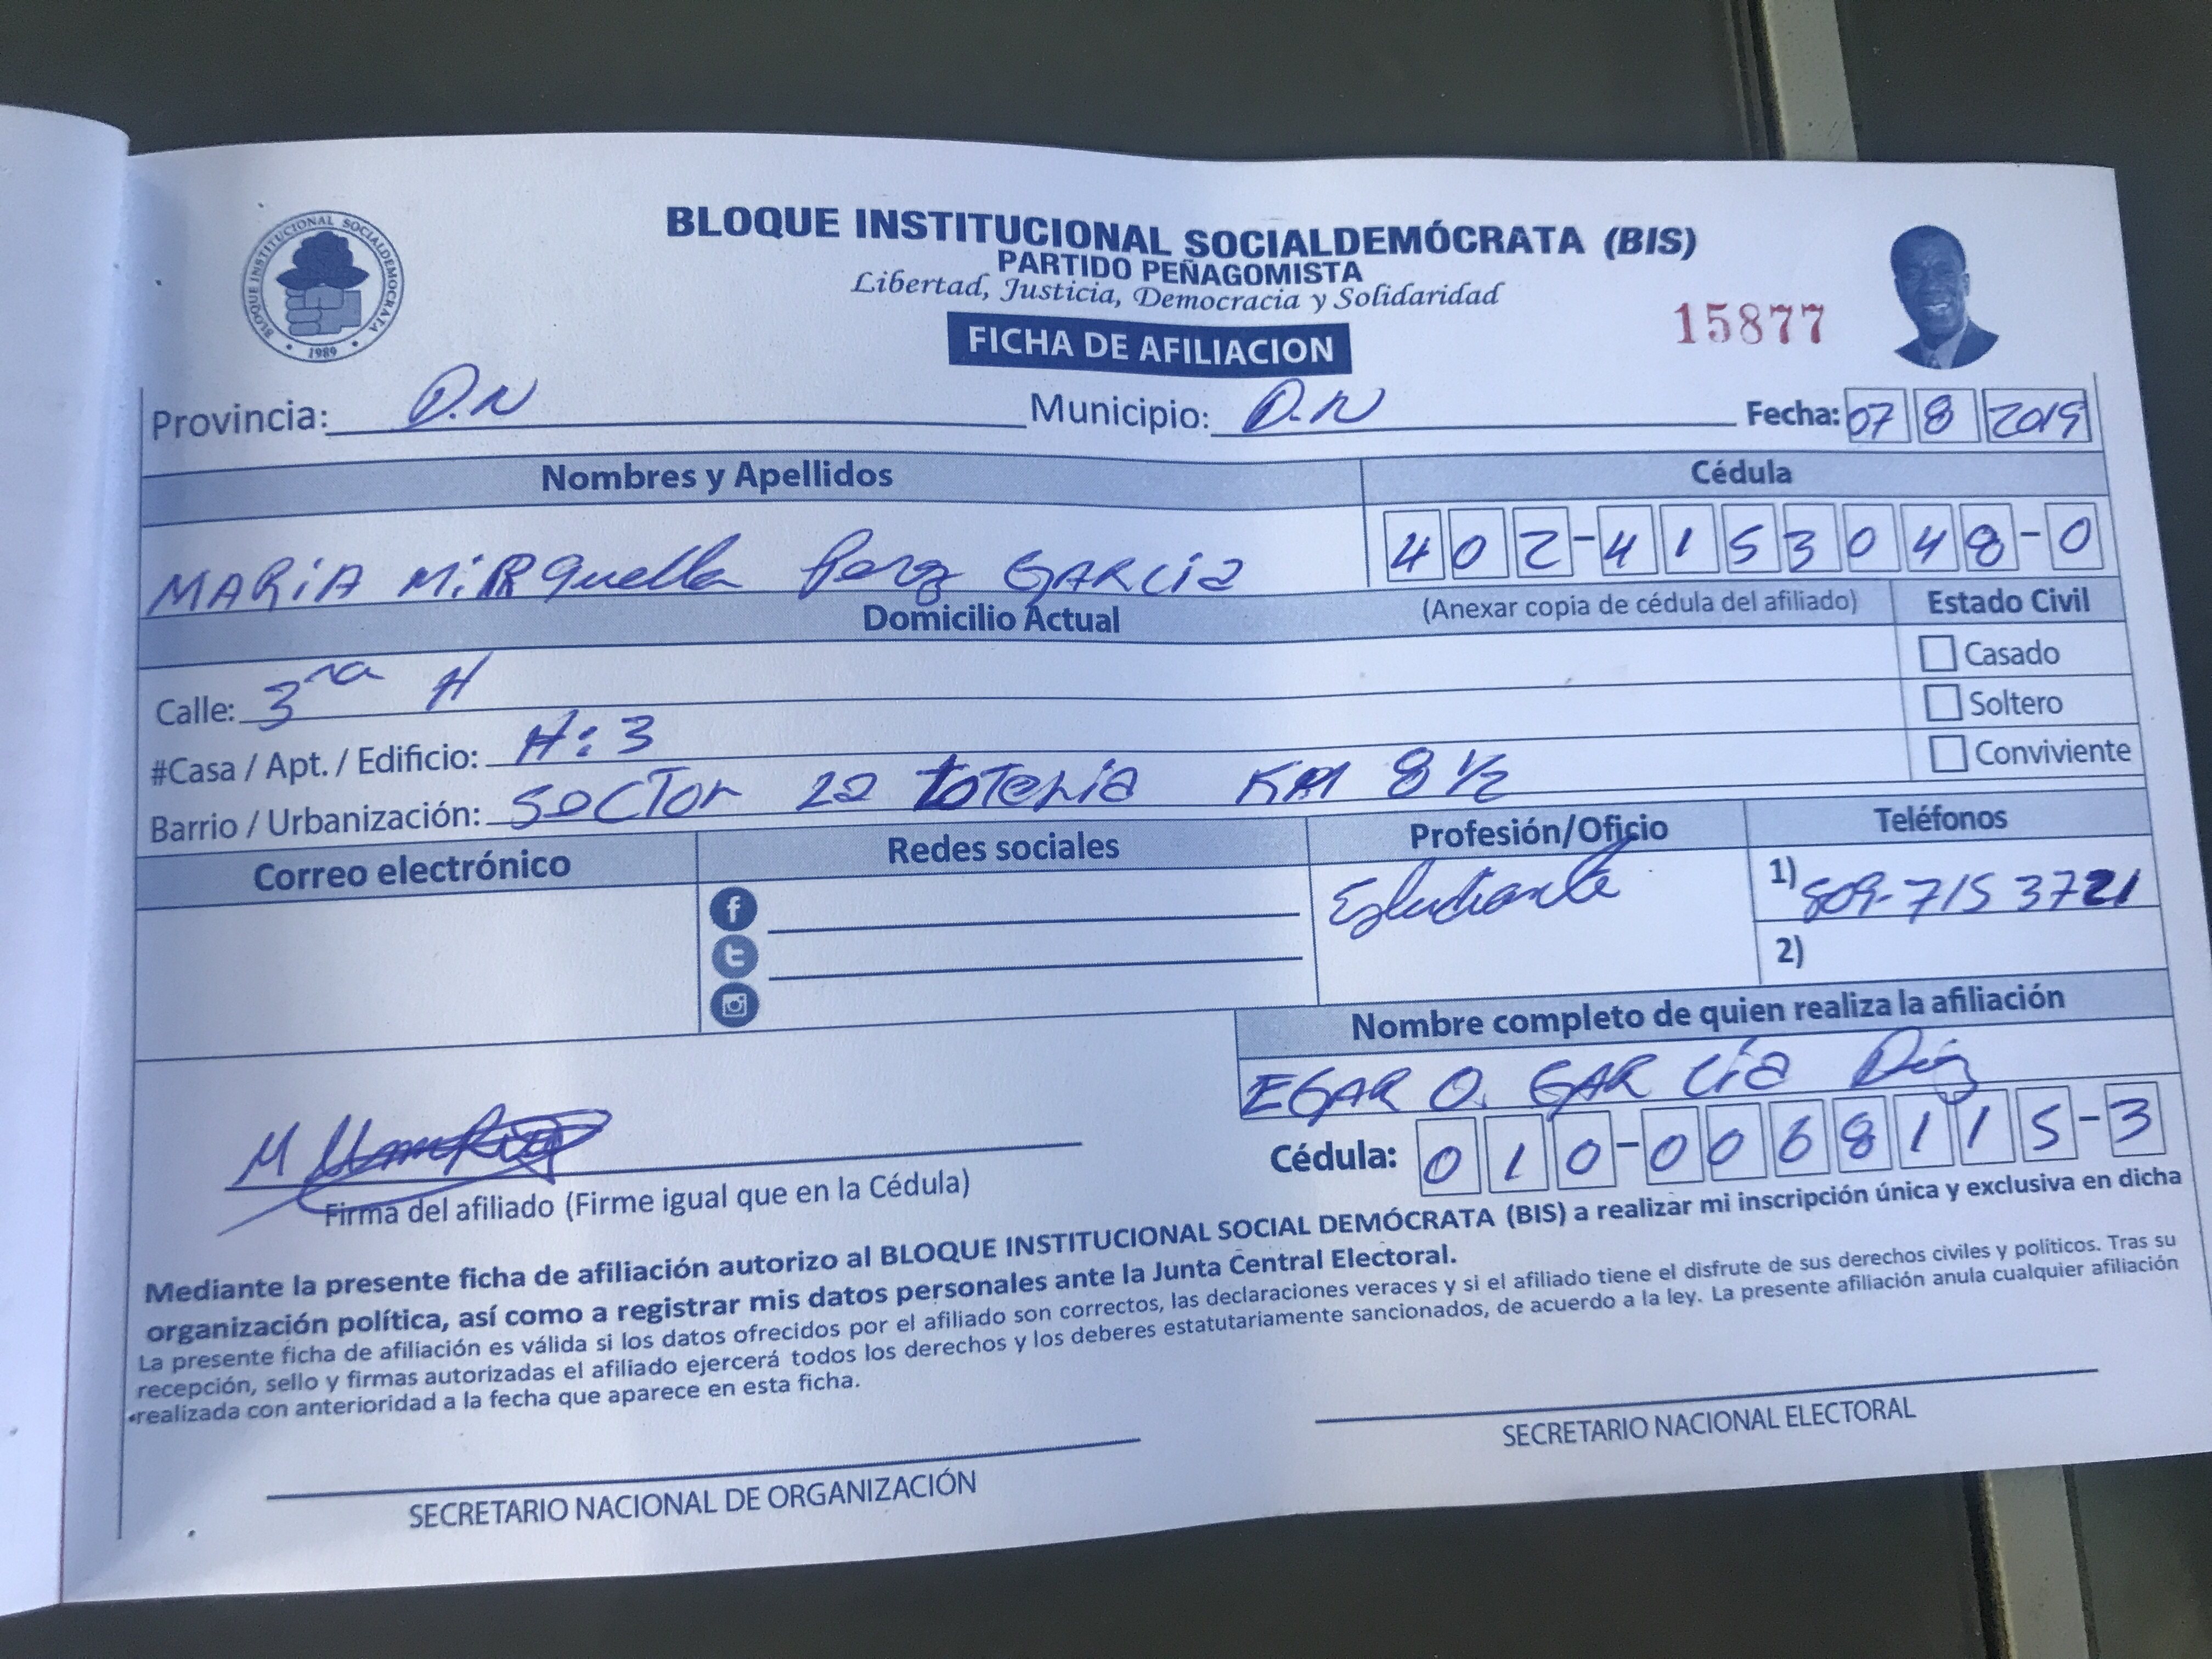 BLOQUE INSTITUCIONAL SOCIALDEMOCRATA
1989
BLOQUE INSTITUCIONAL SOCIALDEMÓCRATA (BIS)
PARTIDO PEÑAGOMISTA
Libertad, Justicia, Democracia y Solidaridad
FICHA DE AFILIACION
15877
Provincia: D.N Municipio: D.N Fecha: 07 8 2019
Nombres y Apellidos Cédula
MARIA MiRquella Perez GARCia 402-4153048-0
Domicilio Actual (Anexar copia de cédula del afiliado) Estado Civil
Calle: 3ra H Casado
#Casa / Apt. / Edificio: #: 3 Soltero
Barrio / Urbanización: Sector La KM 8 1/2 Conviviente
Correo electrónico Redes sociales Profesión/Oficio Teléfonos
Estudiante 1) 809-715 3721
2)
Nombre completo de quien realiza la afiliación
EGAR O. GARCía
Cédula: 010-0068115-3
Firma del afiliado (Firme igual que en la Cédula)
Mediante la presente ficha de afiliación autorizo al BLOQUE INSTITUCIONAL SOCIAL DEMÓCRATA (BIS) a realizar mi inscripción única y exclusiva en dicha
organización política, así como a registrar mis datos personales ante la Junta Central Electoral.
La presente ficha de afiliación es válida si los datos ofrecidos por el afiliado son correctos, las declaraciones veraces y si el afiliado tiene el disfrute de sus derechos civiles y políticos. Tras su
recepción, sello y firmas autorizadas el afiliado ejercerá todos los derechos y los deberes estatutariamente sancionados, de acuerdo a la ley. La presente afiliación anula cualquier afiliación
realizada con anterioridad a la fecha que aparece en esta ficha.
SECRETARIO NACIONAL DE ORGANIZACIÓN SECRETARIO NACIONAL ELECTORAL